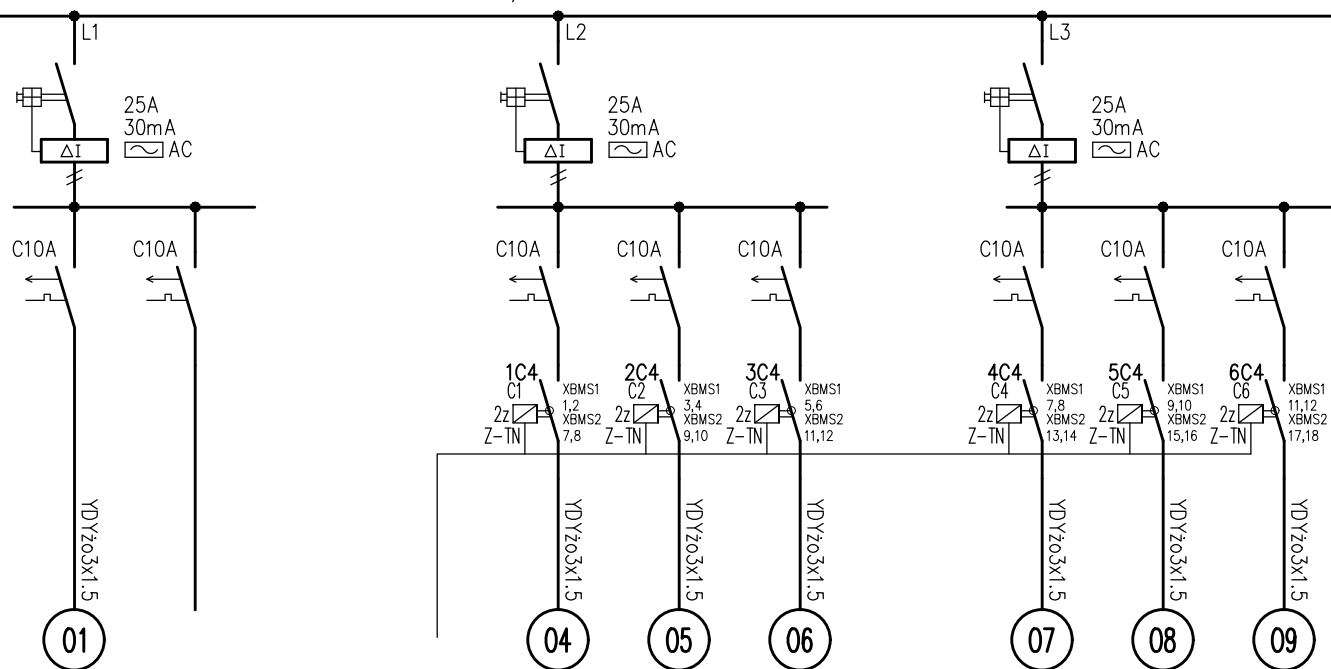 L1
L2
L3
25A
30mA
AC
ΔI
25A
30mA
AC
ΔI
25A
30mA
AC
ΔI
C10A
C10A
C10A
C10A
C10A
C10A
C10A
C10A
1C4
C1
2z
Z-TN
XBMS1
1,2
XBMS2
7,8
2C4
C2
2z
Z-TN
XBMS1
3,4
XBMS2
9,10
3C4
C3
2z
Z-TN
XBMS1
5,6
XBMS2
11,12
4C4
C4
2z
Z-TN
XBMS1
7,8
XBMS2
13,14
5C4
C5
2z
Z-TN
XBMS1
9,10
XBMS2
15,16
6C4
C6
2z
Z-TN
XBMS1
11,12
XBMS2
17,18
YDYżo3x1.5
YDYżo3x1.5
YDYżo3x1.5
YDYżo3x1.5
YDYżo3x1.5
YDYżo3x1.5
YDYżo3x1.5
01
04
05
06
07
08
09